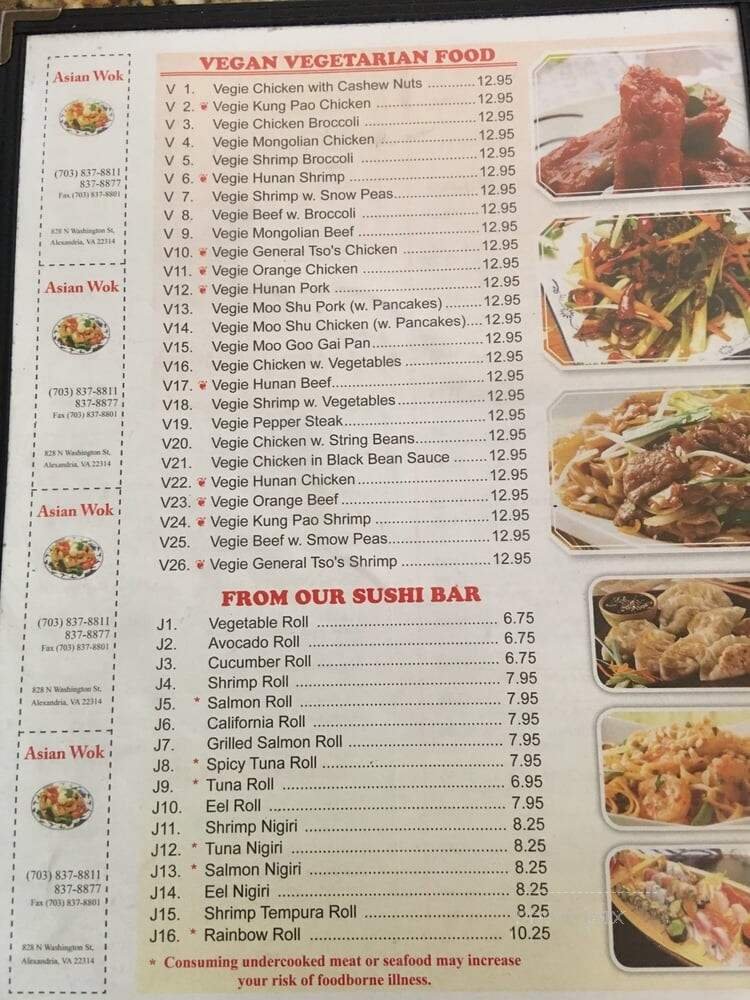 Asian Wok
(703) 837-8811
837-8877
Fax (703) 837-8801
828 N Washington St,
Alexandria, VA 22314
Asian Wok
(703) 837-8811
837-8877
Fax (703) 837-8801
828 N Washington St,
Alexandria, VA 22314
Asian Wok
(703) 837-8811
837-8877
Fax (703) 837-8801
828 N Washington St,
Alexandria, VA 22314
Asian Wok
(703) 837-8811
837-8877
Fax (703) 837-8801
828 N Washington St,
Alexandria, VA 22314
VEGAN VEGETARIAN FOOD
V 1. Vegie Chicken with Cashew Nuts ............ 12.95
V 2. Vegie Kung Pao Chicken ............ 12.95
V 3. Vegie Chicken Broccoli ............ 12.95
V 4. Vegie Mongolian Chicken ............ 12.95
V 5. Vegie Shrimp Broccoli ............ 12.95
V 6. Vegie Hunan Shrimp ............ 12.95
V 7. Vegie Shrimp w. Snow Peas ............ 12.95
V 8. Vegie Beef w. Broccoli ............ 12.95
V 9. Vegie Mongolian Beef ............ 12.95
V10. Vegie General Tso's Chicken ............ 12.95
V11. Vegie Orange Chicken ............ 12.95
V12. Vegie Hunan Pork ............ 12.95
V13. Vegie Moo Shu Pork (w. Pancakes) ......... 12.95
V14. Vegie Moo Shu Chicken (w. Pancakes).... 12.95
V15. Vegie Moo Goo Gai Pan ............ 12.95
V16. Vegie Chicken w. Vegetables ............ 12.95
V17. Vegie Hunan Beef ............ 12.95
V18. Vegie Shrimp w. Vegetables ............ 12.95
V19. Vegie Pepper Steak ............ 12.95
V20. Vegie Chicken w. String Beans ............ 12.95
V21. Vegie Chicken in Black Bean Sauce ........ 12.95
V22. Vegie Hunan Chicken ............ 12.95
V23. Vegie Orange Beef ............ 12.95
V24. Vegie Kung Pao Shrimp ............ 12.95
V25. Vegie Beef w. Smow Peas ............ 12.95
V26. Vegie General Tso's Shrimp ............ 12.95
FROM OUR SUSHI BAR
J1. Vegetable Roll ............ 6.75
J2. Avocado Roll ............ 6.75
J3. Cucumber Roll ............ 6.75
J4. Shrimp Roll ............ 7.95
J5. * Salmon Roll ............ 7.95
J6. California Roll ............ 7.95
J7. Grilled Salmon Roll ............ 7.95
J8. * Spicy Tuna Roll ............ 7.95
J9. * Tuna Roll ............ 6.95
J10. Eel Roll ............ 7.95
J11. Shrimp Nigiri ............ 8.25
J12. * Tuna Nigiri ............ 8.25
J13. * Salmon Nigiri ............ 8.25
J14. Eel Nigiri ............ 8.25
J15. Shrimp Tempura Roll ............ 8.25
J16. * Rainbow Roll ............ 10.25
* Consuming undercooked meat or seafood may increase
your risk of foodborne illness.